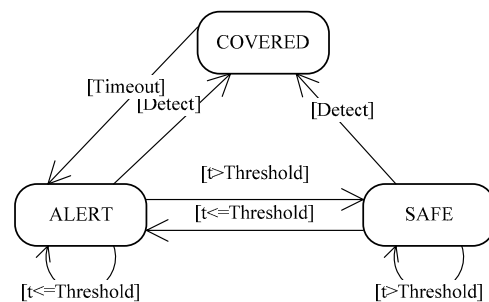 COVERED
[Timeout]
[Detect]
[Detect]
[t>Threshold]
ALERT
[t<=Threshold]
SAFE
[t<=Threshold]
[t>Threshold]